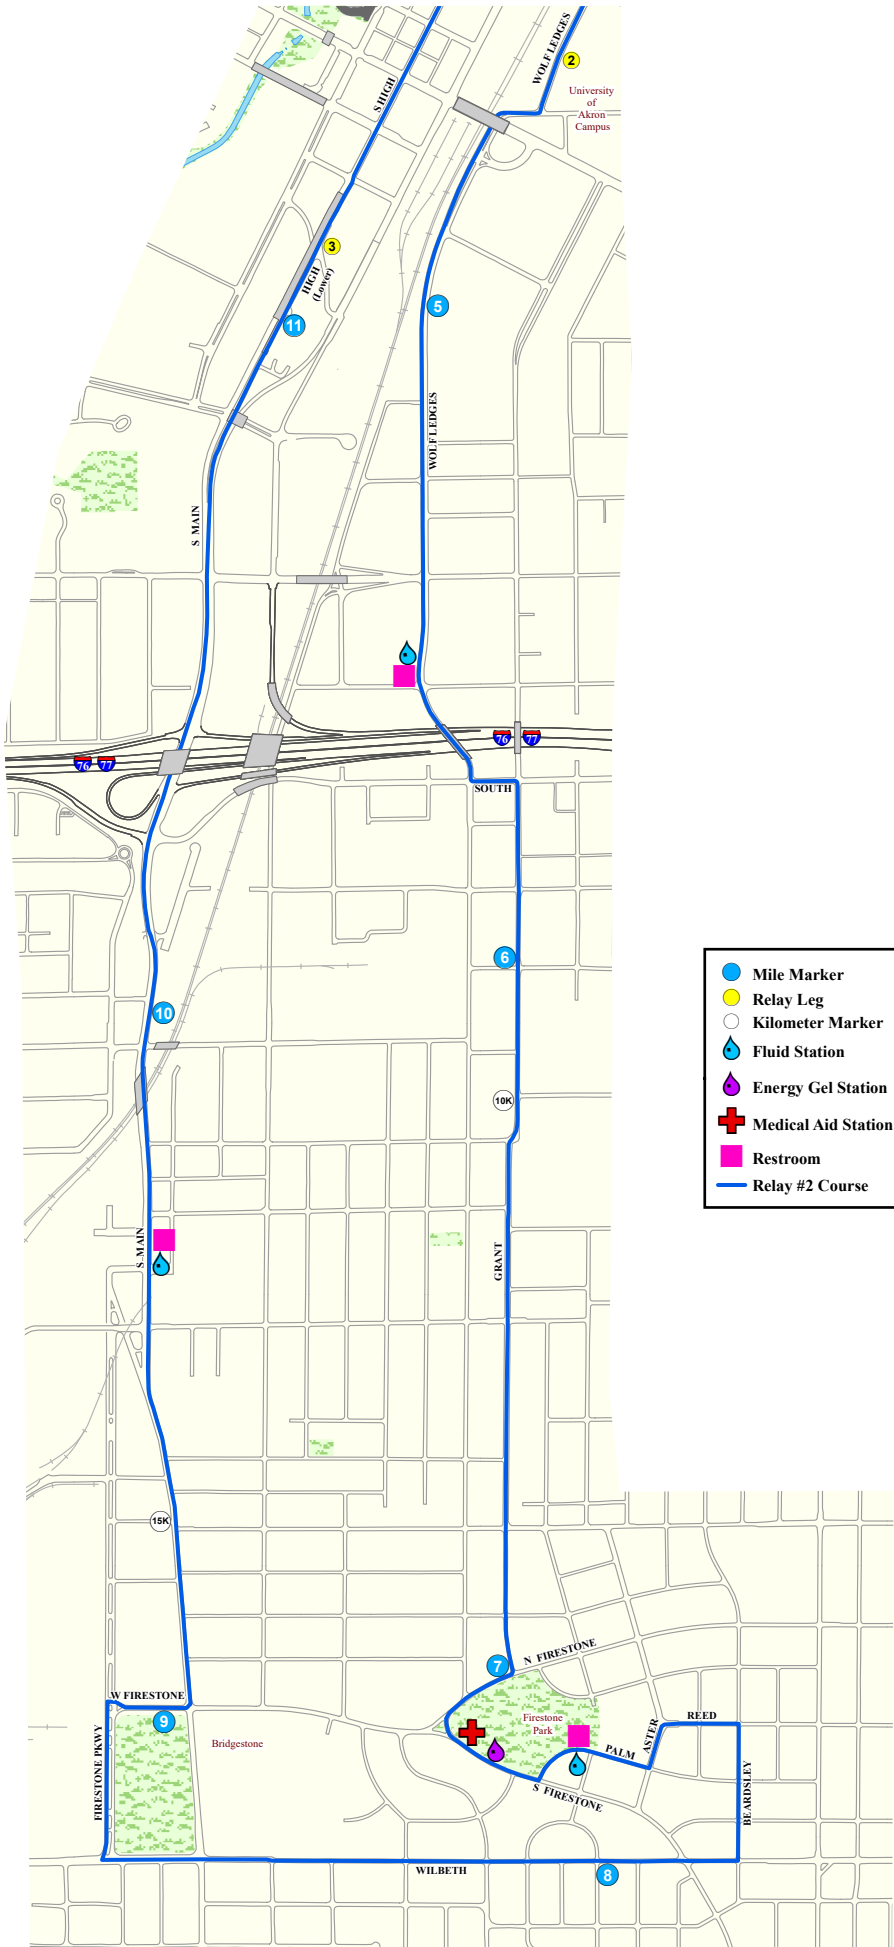 WOLF LEDGES
2
University
of
Akron
Campus
S HIGH
3
HIGH
(Lower)
11
5
WOLF LEDGES
S MAIN
76
77
76
77
SOUTH
6
10
10K
S MAIN
GRANT
15K
7
N FIRESTONE
W FIRESTONE
9
Bridgestone
Firestone
Park
REED
ASTER
PALM
S FIRESTONE
BEARDSLEY
FIRESTONE PKWY
WILBETH
8
Mile Marker
Relay Leg
Kilometer Marker
Fluid Station
Energy Gel Station
Medical Aid Station
Restroom
Relay #2 Course